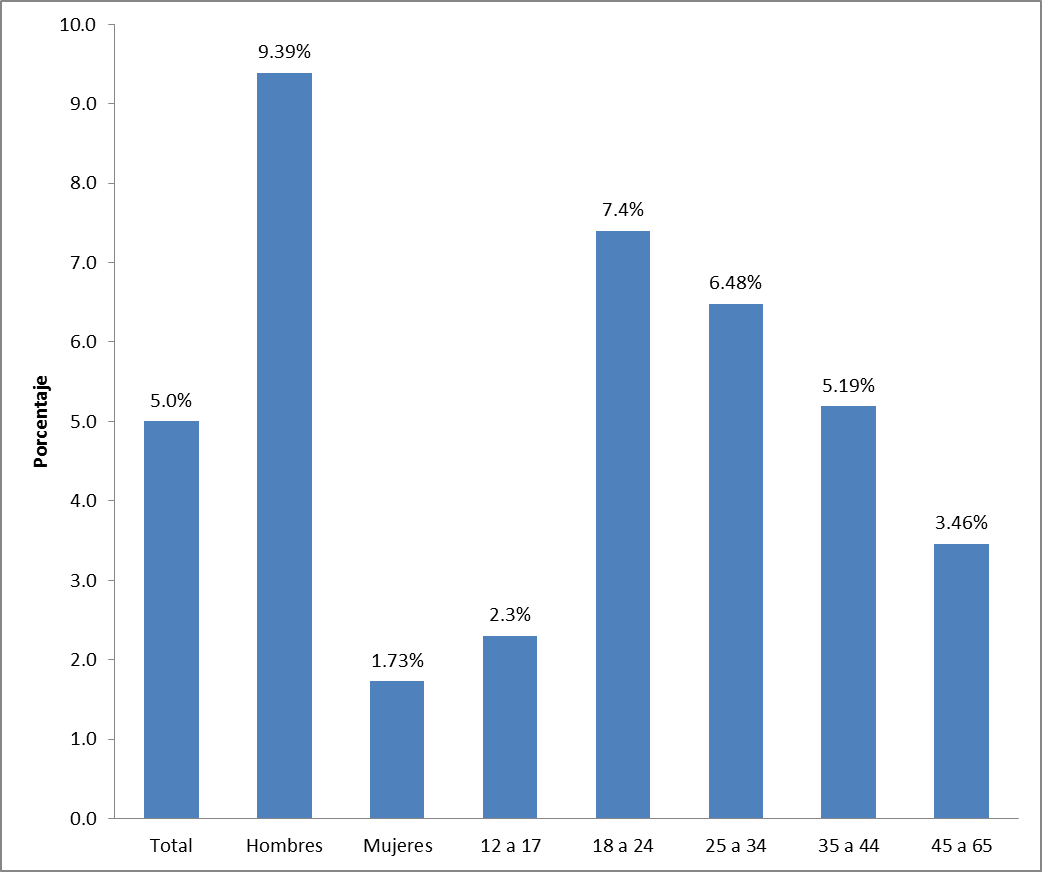 Porcentaje
10.0
9.0
8.0
7.0
6.0
5.0
4.0
3.0
2.0
1.0
0.0
5.0%
9.39%
1.73%
2.3%
7.4%
6.48%
5.19%
3.46%
Total
Hombres
Mujeres
12 a 17
18 a 24
25 a 34
35 a 44
45 a 65